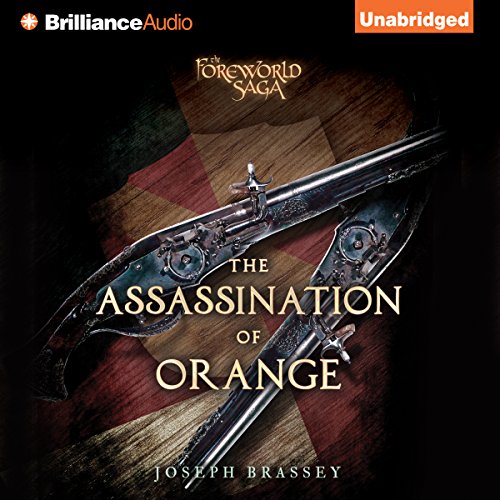 BrillianceAudio
Unabridged
the
FOREWORLD
SAGA
THE
ASSASSINATION
OF
ORANGE
JOSEPH BRASSEY